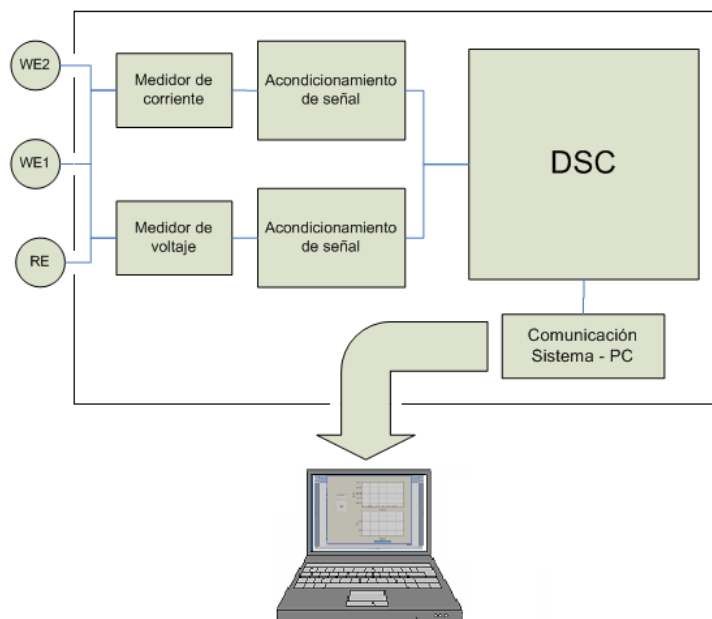 WE2
Medidor de
corriente
Acondicionamiento
de señal
WE1
DSC
RE
Medidor de
voltaje
Acondicionamiento
de señal
Comunicación
Sistema - PC